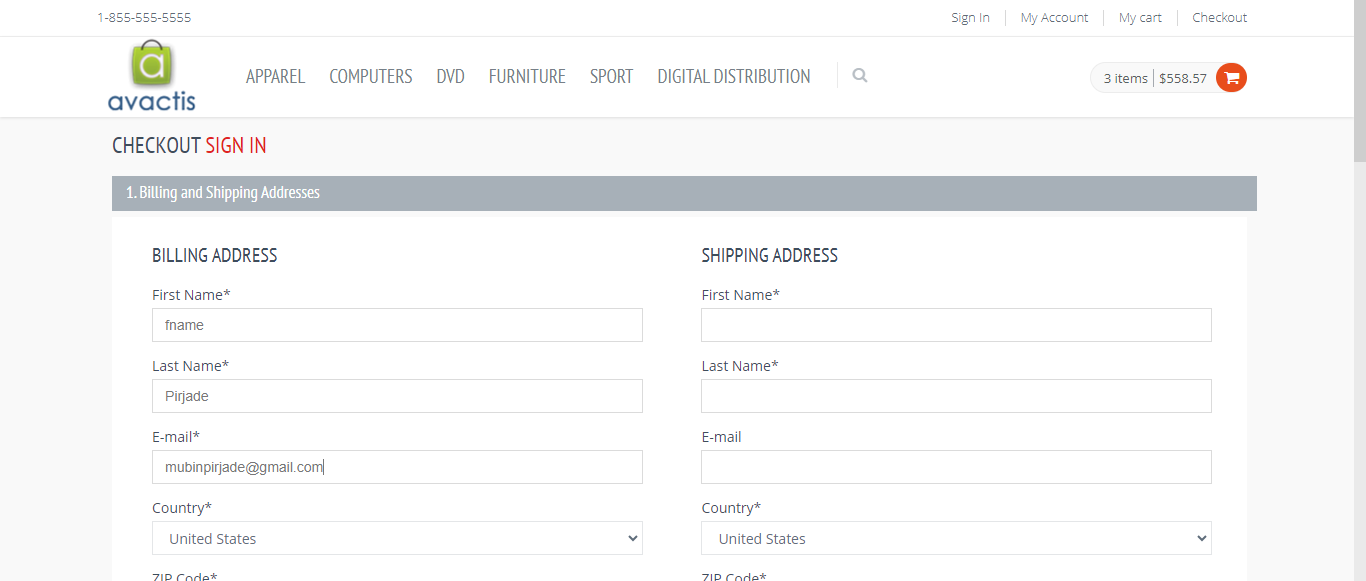 1-855-555-5555
Sign In My Account My cart Checkout
a
avactis
APPAREL COMPUTERS DVD FURNITURE SPORT DIGITAL DISTRIBUTION
3 items $558.57
CHECKOUT SIGN IN
1. Billing and Shipping Addresses
BILLING ADDRESS
First Name*
fname
Last Name*
Pirjade
E-mail*
mubinpirjade@gmail.com
Country*
United States
ZIP Code*
SHIPPING ADDRESS
First Name*
Last Name*
E-mail
Country*
United States
ZIP Code*